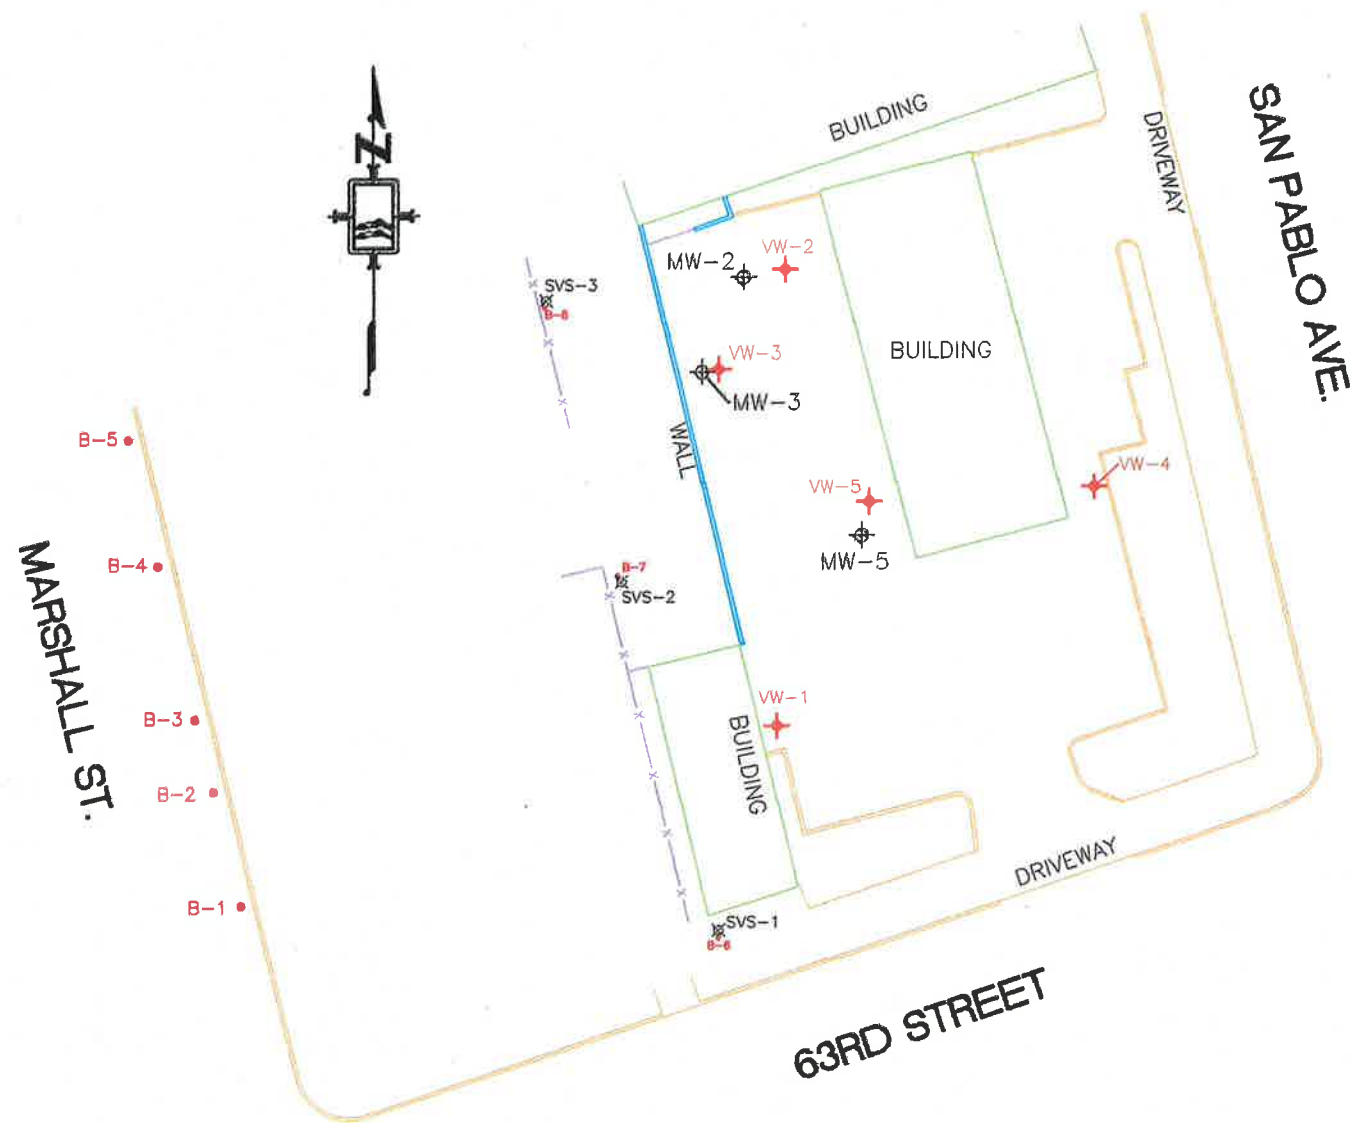 BUILDING
DRIVEWAY
SAN PABLO AVE.
N
VW-2
MW-2
SVS-3
B-8
VW-3
BUILDING
MW-3
B-5
WALL
VW-4
VW-5
MW-5
B-4
B-7
SVS-2
MARSHALL ST.
VW-1
B-3
BUILDING
B-2
DRIVEWAY
B-1
SVS-1
B-6
63RD STREET